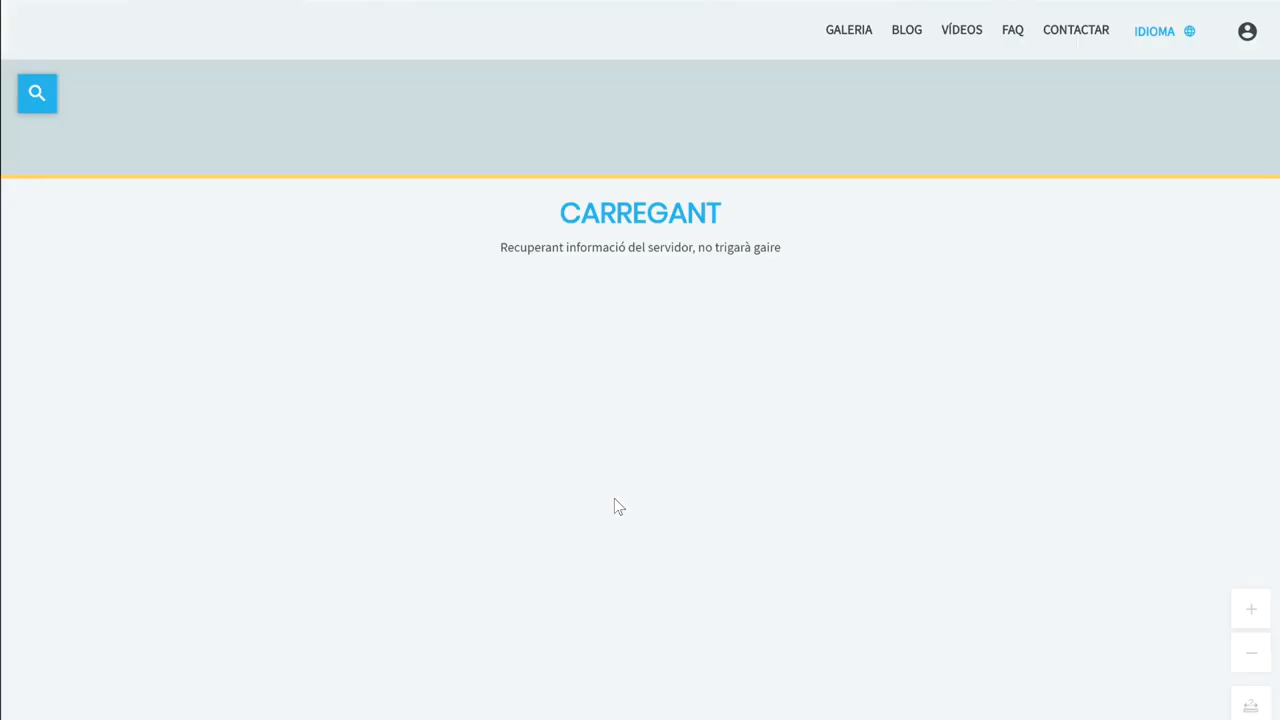 GALERIA BLOG VÍDEOS FAQ CONTACTAR IDIOMA
CARREGANT
Recuperant informació del servidor, no trigarà gaire